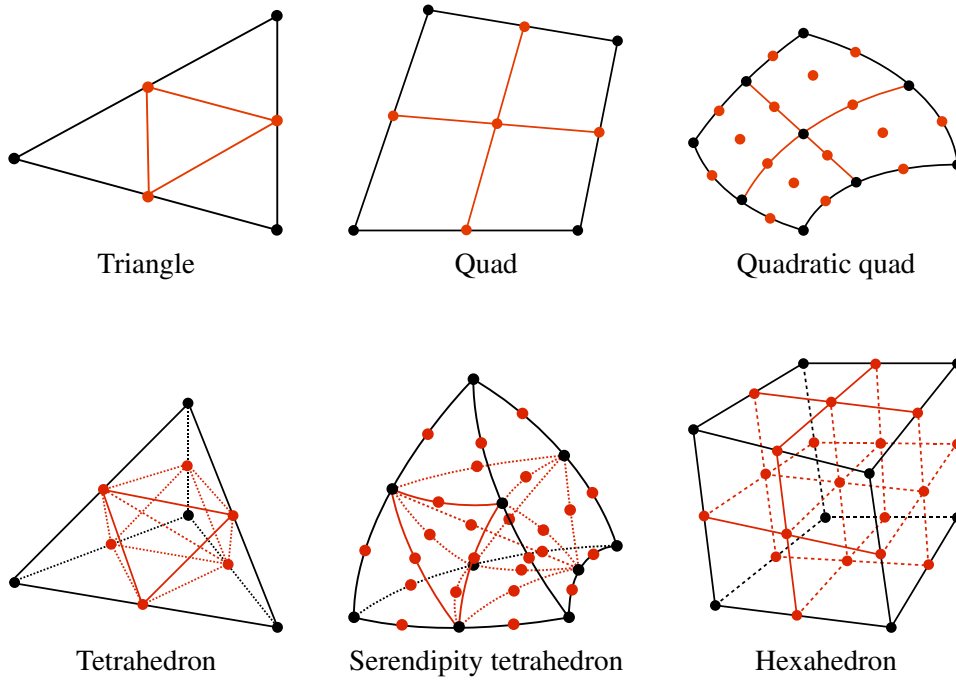 Triangle
Quad
Quadratic quad
Tetrahedron
Serendipity tetrahedron
Hexahedron